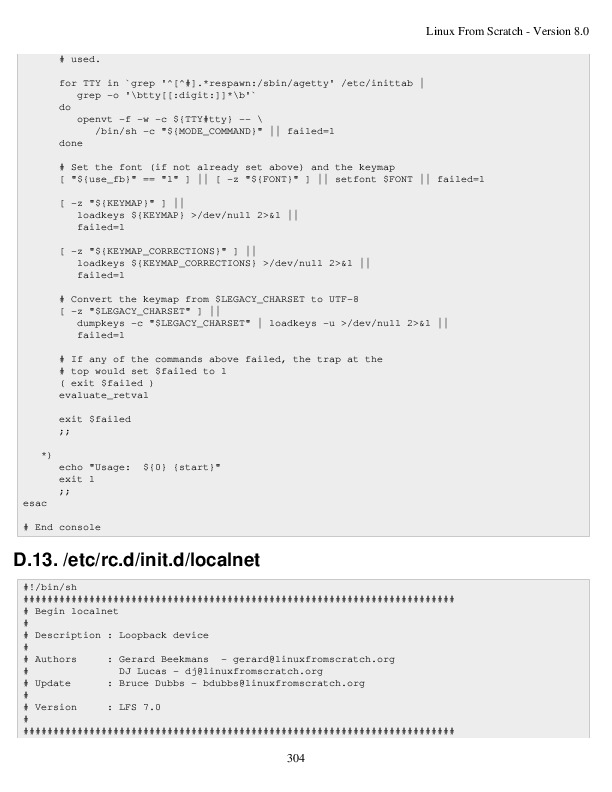 Linux From Scratch - Version 8.0
# used.
for TTY in `grep '^[^#].*respawn:/sbin/agetty' /etc/inittab |
grep -o '\btty[[:digit:]]*\b'`
do
openvt -f -w -c ${TTY#tty} -- \
/bin/sh -c "${MODE_COMMAND}" || failed=1
done
# Set the font (if not already set above) and the keymap
[ "${use_fb}" == "1" ] || [ -z "${FONT}" ] || setfont $FONT || failed=1
[ -z "${KEYMAP}" ] ||
loadkeys ${KEYMAP} >/dev/null 2>&1 ||
failed=1
[ -z "${KEYMAP_CORRECTIONS}" ] ||
loadkeys ${KEYMAP_CORRECTIONS} >/dev/null 2>&1 ||
failed=1
# Convert the keymap from $LEGACY_CHARSET to UTF-8
[ -z "$LEGACY_CHARSET" ] ||
dumpkeys -c "$LEGACY_CHARSET" | loadkeys -u >/dev/null 2>&1 ||
failed=1
# If any of the commands above failed, the trap at the
# top would set $failed to 1
( exit $failed )
evaluate_retval
exit $failed
;;
*)
echo "Usage:  ${0} {start}"
exit 1
;;
esac
# End console
D.13. /etc/rc.d/init.d/localnet
#!/bin/sh
########################################################################
# Begin localnet
#
# Description : Loopback device
#
# Authors     : Gerard Beekmans  - gerard@linuxfromscratch.org
#               DJ Lucas - dj@linuxfromscratch.org
# Update      : Bruce Dubbs - bdubbs@linuxfromscratch.org
#
# Version     : LFS 7.0
#
########################################################################
304